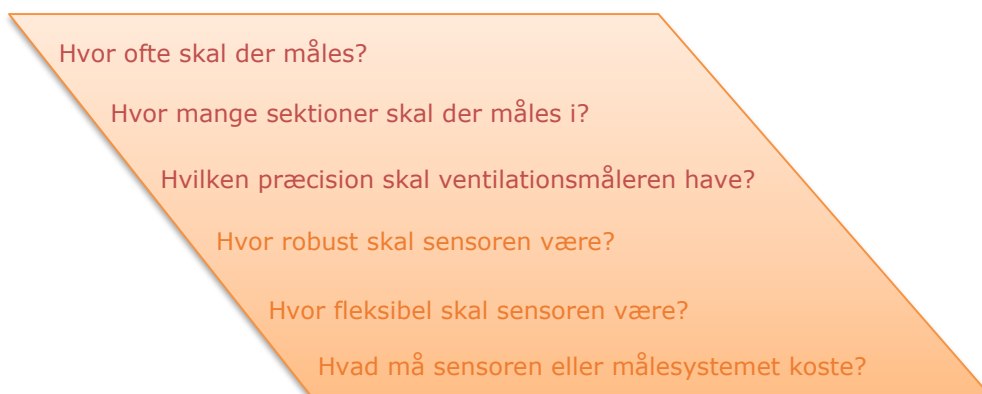 Hvor ofte skal der måles?
Hvor mange sektioner skal der måles i?
Hvilken præcision skal ventilationsmåleren have?
Hvor robust skal sensoren være?
Hvor fleksibel skal sensoren være?
Hvad må sensoren eller målesystemet koste?